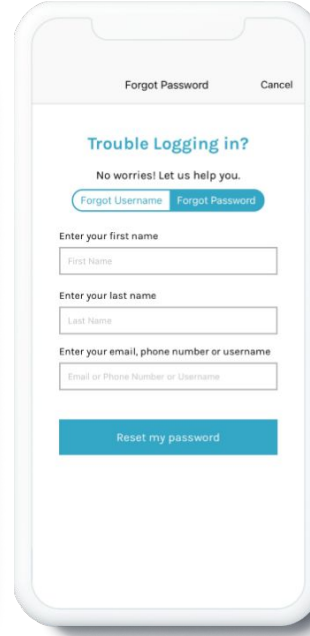 Forgot Password Cancel
Trouble Logging in?
No worries! Let us help you.
Forgot Username Forgot Password
Enter your first name
First Name
Enter your last name
Last Name
Enter your email, phone number or username
Email or Phone Number or Username
Reset my password